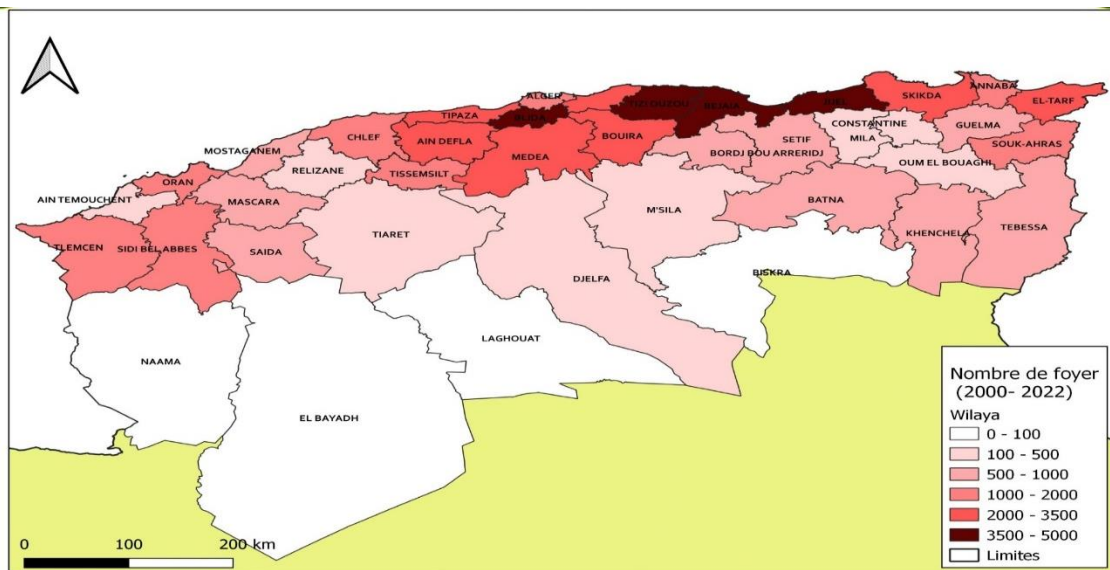 ALGER
TIZI OUZOU
BEJAIA
JIJEL
SKIKDA
ANNABA
EL-TARF
TIPAZA
BLIDA
CONSTANTINE
GUELMA
CHLEF
AIN DEFLA
BOUIRA
SETIF
MILA
SOUK-AHRAS
MOSTAGANEM
MEDEA
BORDJ BOU ARRERIDJ
OUM EL BOUAGHI
RELIZANE
TISSEMSILT
ORAN
AIN TEMOUCHENT
MASCARA
BATNA
M'SILA
TIARET
KHENCHELA
TEBESSA
TLEMCEN
SIDI BEL ABBES
SAIDA
DJELFA
BISKRA
LAGHOUAT
NAAMA
EL BAYADH
Nombre de foyer
(2000- 2022)
Wilaya
0 - 100
100 - 500
500 - 1000
1000 - 2000
2000 - 3500
3500 - 5000
Limites
0 100 200 km